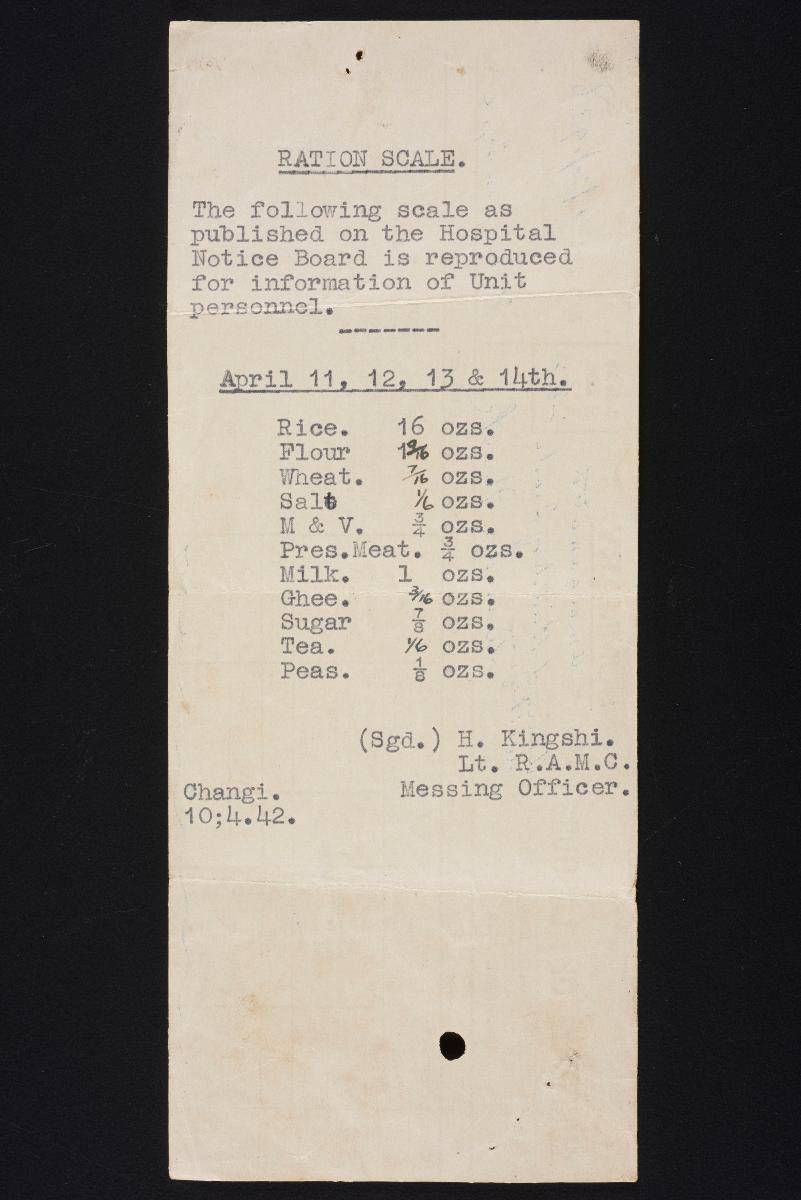 RATION SCALE.
The following scale as
published on the Hospital
Notice Board is reproduced
for information of Unit
personnel.
-------
April 11, 12, 13 & 14th.
Rice. 16 ozs.
Flour 1 9/16 ozs.
Wheat. 7/16 ozs.
Salt 1/6 ozs.
M & V. 3/4 ozs.
Pres.Meat. 3/4 ozs.
Milk. 1 ozs.
Ghee. 3/16 ozs.
Sugar 7/8 ozs.
Tea. 1/6 ozs.
Peas. 1/8 ozs.
(Sgd.) H. Kingshi.
Lt. R.A.M.C.
Changi. Messing Officer.
10;4.42.